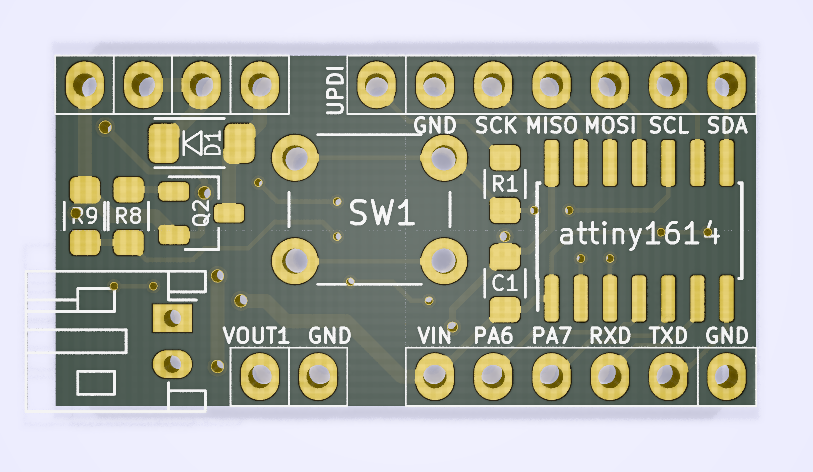 UPDI
GND SCK MISO MOSI SCL SDA
D1
R9 R8 Q2 SW1 R1
attiny1614
C1
VOUT1 GND VIN PA6 PA7 RXD TXD GND